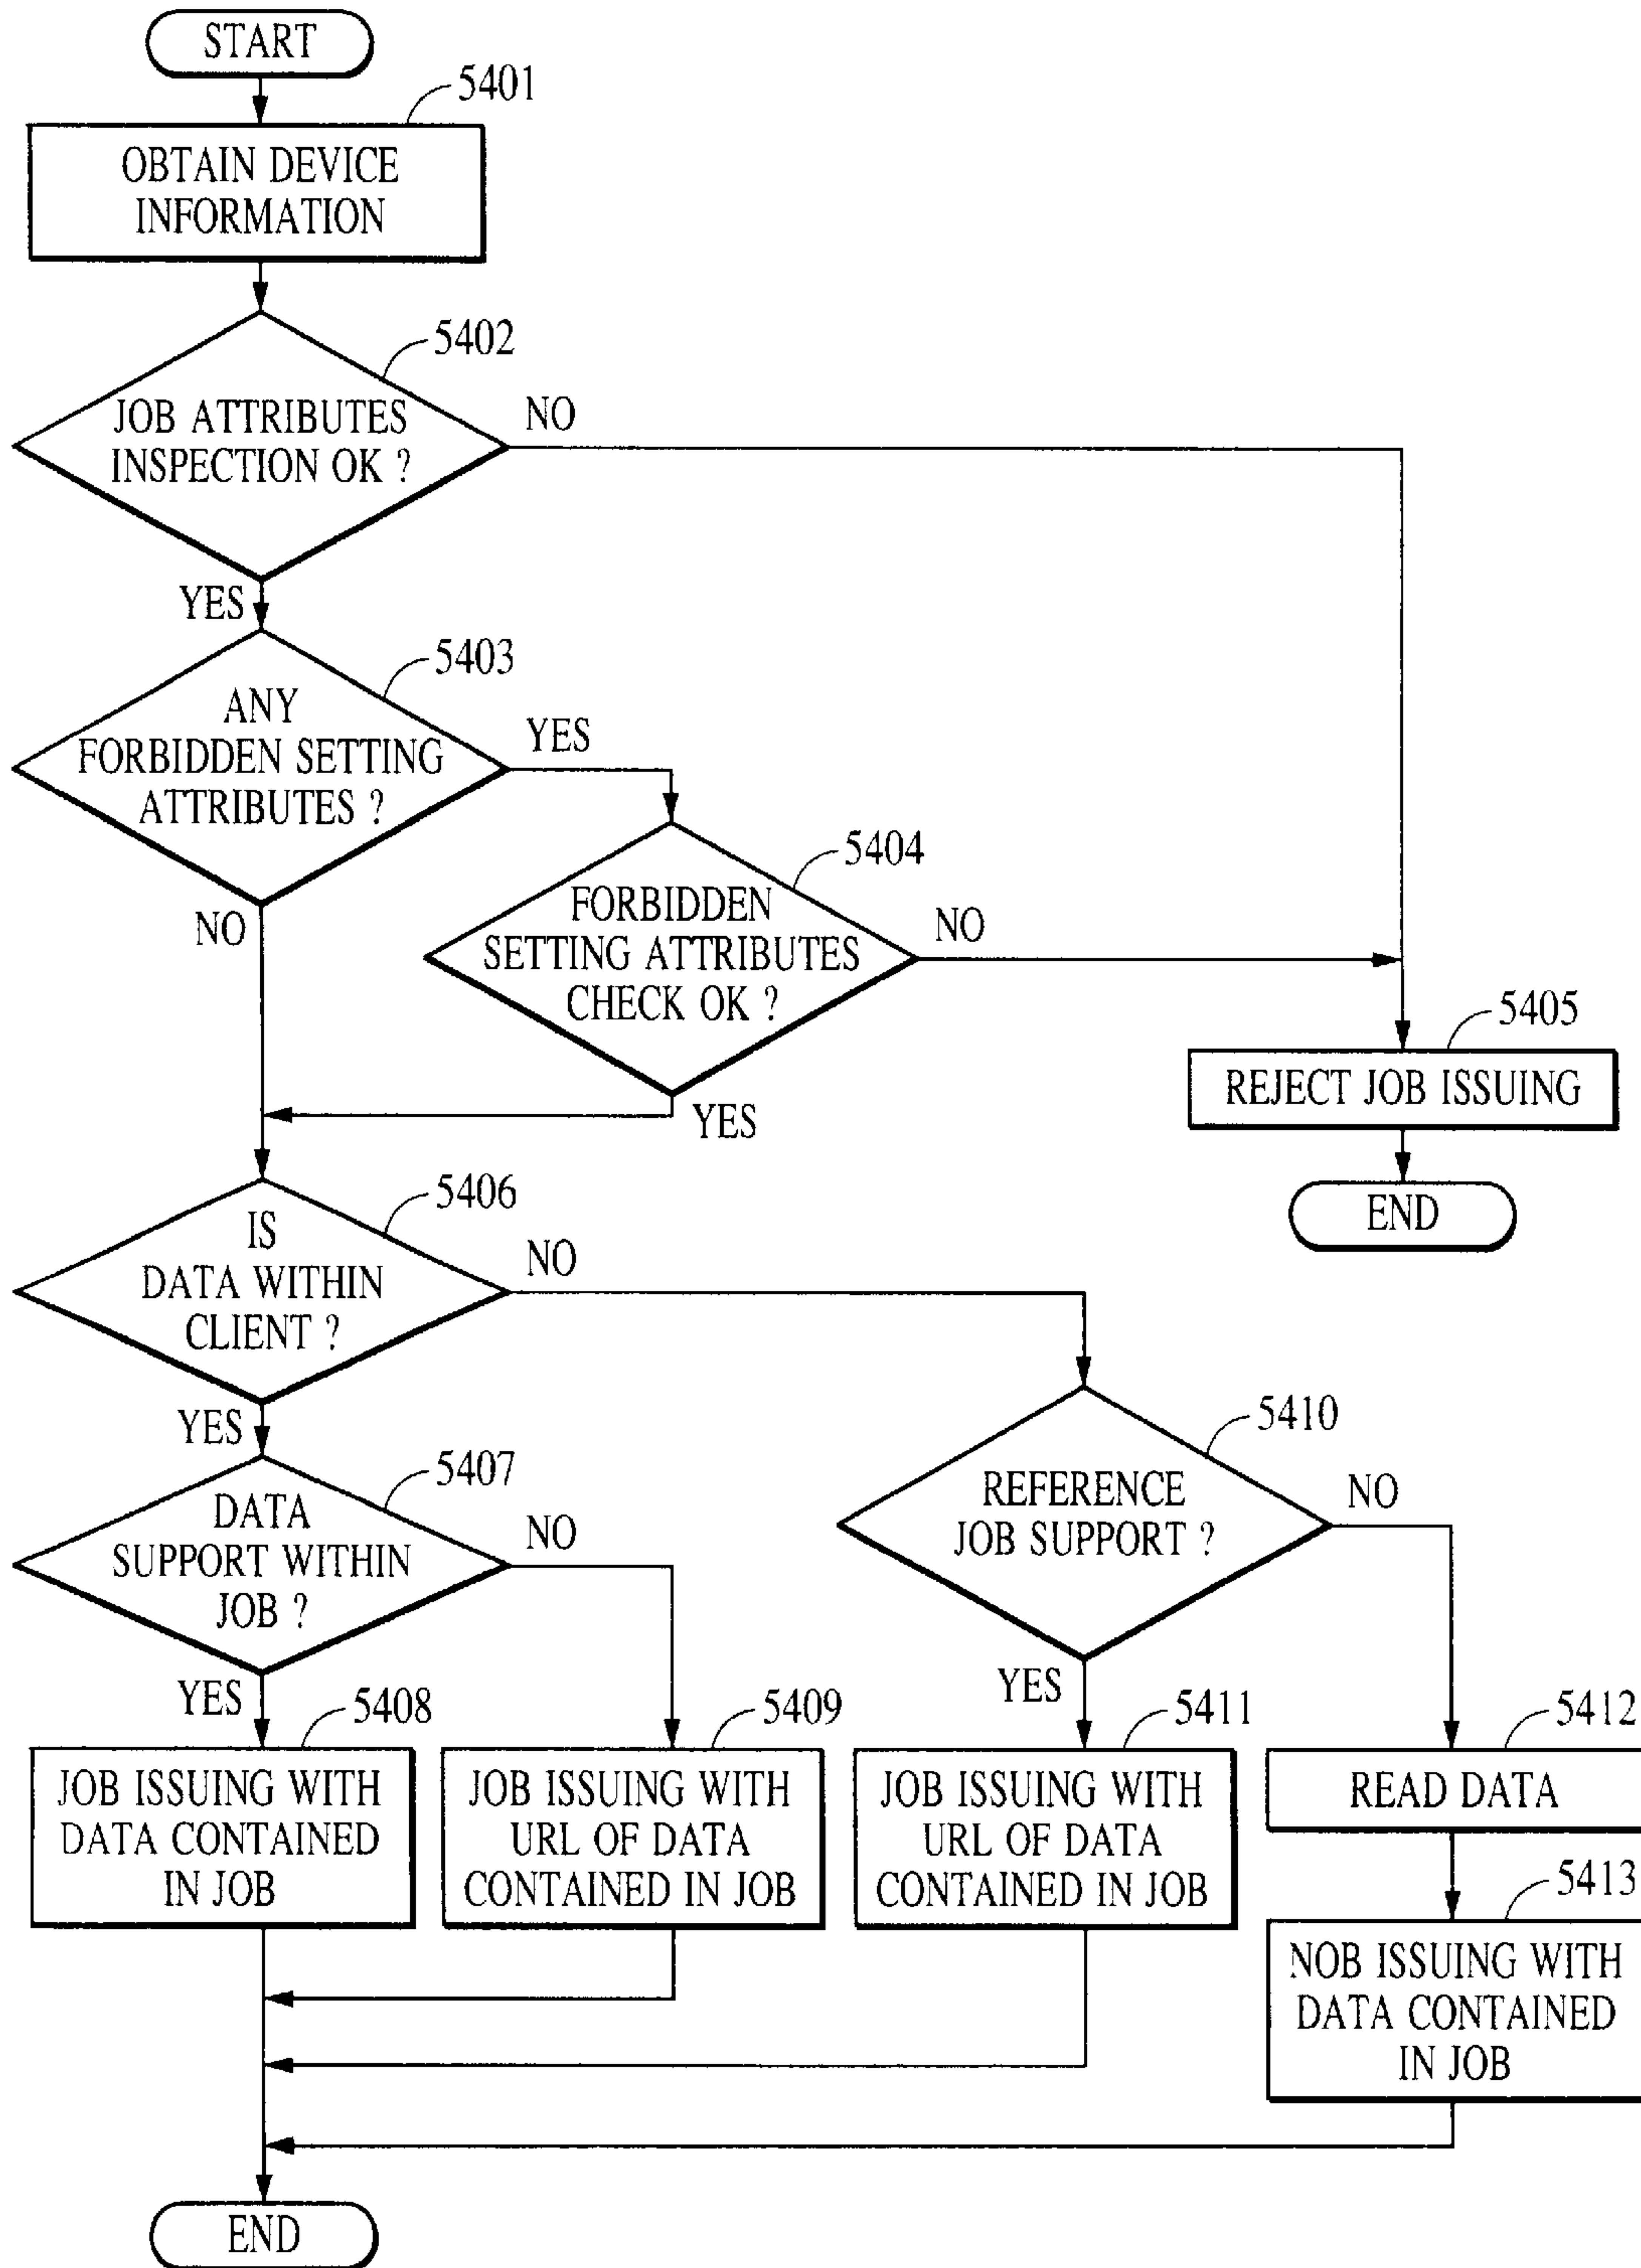 START
5401
OBTAIN DEVICE
INFORMATION
5402
JOB ATTRIBUTES
INSPECTION OK ?
NO
YES
5403
ANY
FORBIDDEN SETTING
ATTRIBUTES ?
YES
NO
5404
FORBIDDEN
SETTING ATTRIBUTES
CHECK OK ?
NO
YES
5405
REJECT JOB ISSUING
END
5406
IS
DATA WITHIN
CLIENT ?
NO
YES
5407
DATA
SUPPORT WITHIN
JOB ?
NO
YES
5410
REFERENCE
JOB SUPPORT ?
NO
YES
5408
JOB ISSUING WITH
DATA CONTAINED
IN JOB
5409
JOB ISSUING WITH
URL OF DATA
CONTAINED IN JOB
5411
JOB ISSUING WITH
URL OF DATA
CONTAINED IN JOB
5412
READ DATA
5413
NOB ISSUING WITH
DATA CONTAINED
IN JOB
END